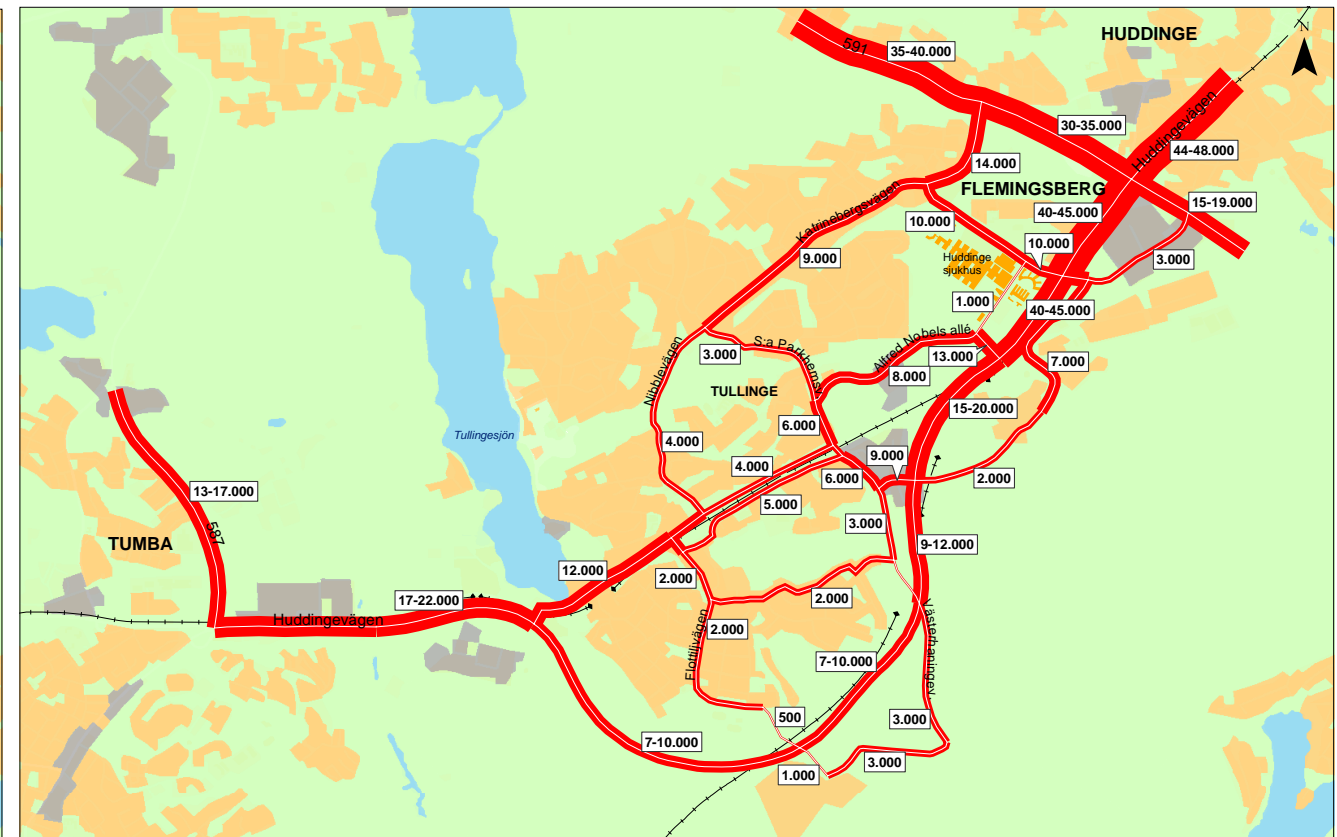 HUDDINGE
N
591
35-40.000
30-35.000
Huddingevägen
44-48.000
14.000
FLEMINGSBERG
Katrinebergsvägen
10.000
40-45.000
15-19.000
10.000
9.000
Huddinge
sjukhus
3.000
1.000
40-45.000
Nibblevägen
3.000
S:a Parkhemsv
Alfred Nobels allé
13.000
7.000
8.000
TULLINGE
15-20.000
6.000
Tullingesjön
4.000
9.000
4.000
6.000
2.000
5.000
13-17.000
587
3.000
TUMBA
9-12.000
12.000
2.000
17-22.000
2.000
Huddingevägen
2.000
Flottiljvägen
Västerhaningev.
7-10.000
500
3.000
7-10.000
3.000
1.000